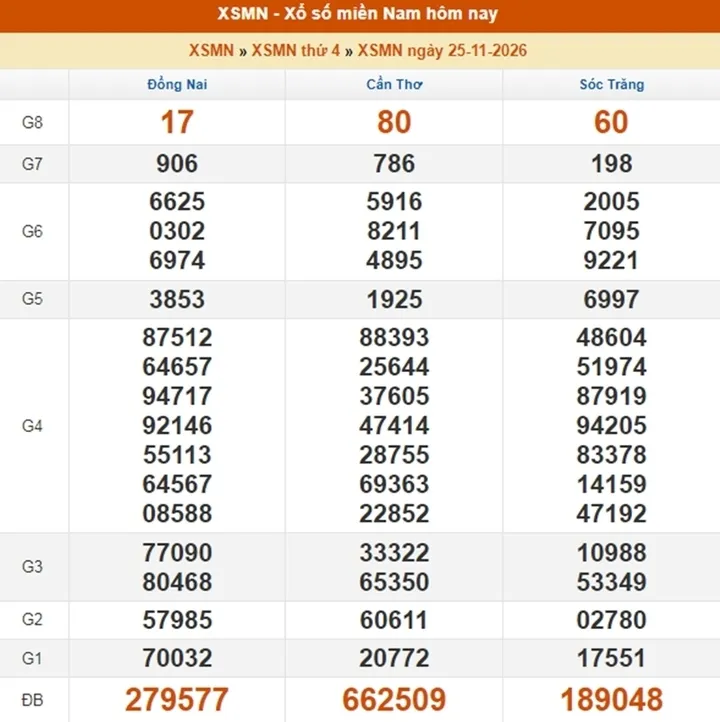 XSMN - Xổ số miền Nam hôm nay
XSMN » XSMN thứ 4 » XSMN ngày 25-11-2026
Đồng Nai Cần Thơ Sóc Trăng
G8 17 80 60
G7 906 786 198
6625 5916 2005
G6 0302 8211 7095
6974 4895 9221
G5 3853 1925 6997
87512 88393 48604
64657 25644 51974
94717 37605 87919
G4 92146 47414 94205
55113 28755 83378
64567 69363 14159
08588 22852 47192
G3 77090 33322 10988
80468 65350 53349
G2 57985 60611 02780
G1 70032 20772 17551
ĐB 279577 662509 189048